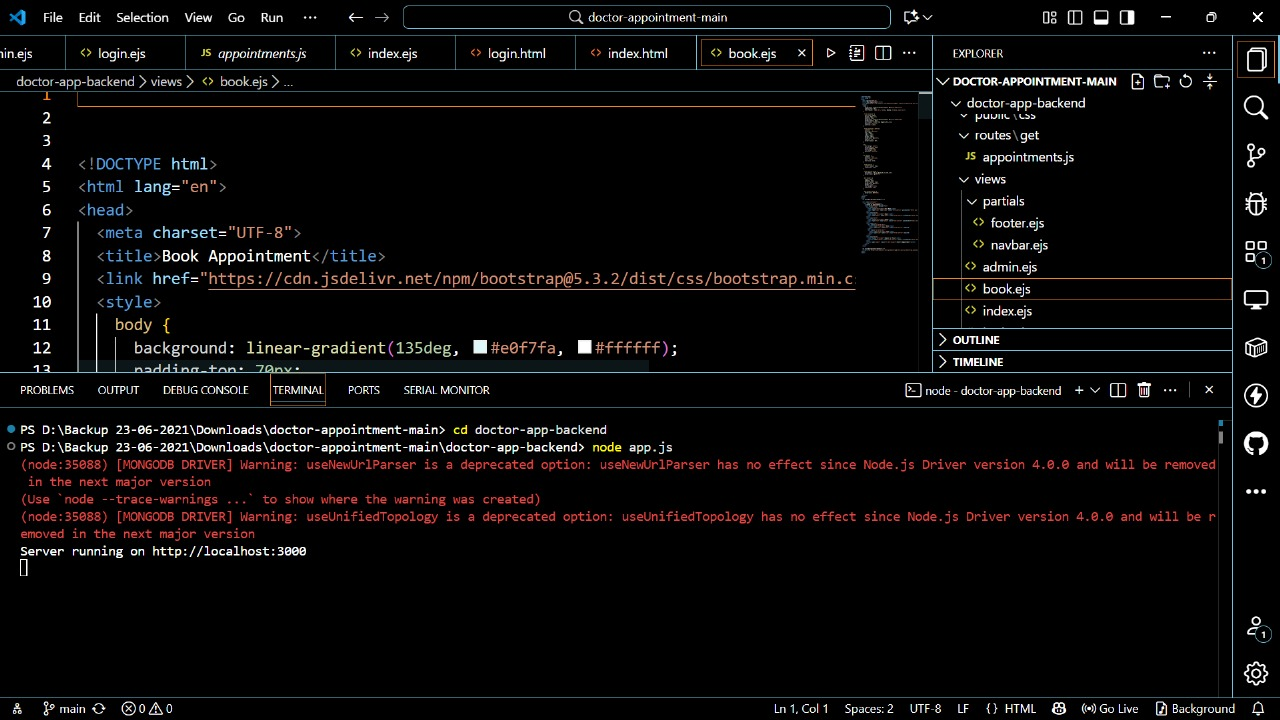 File Edit Selection View Go Run ··· doctor-appointment-main
nin.ejs login.ejs appointments.js index.ejs login.html index.html book.ejs
doctor-app-backend > views > book.ejs > ...
1
2
3
4 <!DOCTYPE html>
5 <html lang="en">
6 <head>
7 <meta charset="UTF-8">
8 <title>Book Appointment</title>
9 <link href="https://cdn.jsdelivr.net/npm/bootstrap@5.3.2/dist/css/bootstrap.min.c
10 <style>
11 body {
12 background: linear-gradient(135deg, #e0f7fa, #ffffff);
13 padding-top: 70px;
EXPLORER
DOCTOR-APPOINTMENT-MAIN
doctor-app-backend
public\css
routes\get
appointments.js
views
partials
footer.ejs
navbar.ejs
admin.ejs
book.ejs
index.ejs
OUTLINE
TIMELINE
1
PROBLEMS OUTPUT DEBUG CONSOLE TERMINAL PORTS SERIAL MONITOR node - doctor-app-backend
PS D:\Backup 23-06-2021\Downloads\doctor-appointment-main> cd doctor-app-backend
PS D:\Backup 23-06-2021\Downloads\doctor-appointment-main\doctor-app-backend> node app.js
(node:35088) [MONGODB DRIVER] Warning: useNewUrlParser is a deprecated option: useNewUrlParser has no effect since Node.js Driver version 4.0.0 and will be removed
in the next major version
(Use `node --trace-warnings ...` to show where the warning was created)
(node:35088) [MONGODB DRIVER] Warning: useUnifiedTopology is a deprecated option: useUnifiedTopology has no effect since Node.js Driver version 4.0.0 and will be r
emoved in the next major version
Server running on http://localhost:3000
1
main 0 0 Ln 1, Col 1 Spaces: 2 UTF-8 LF {} HTML Go Live Background